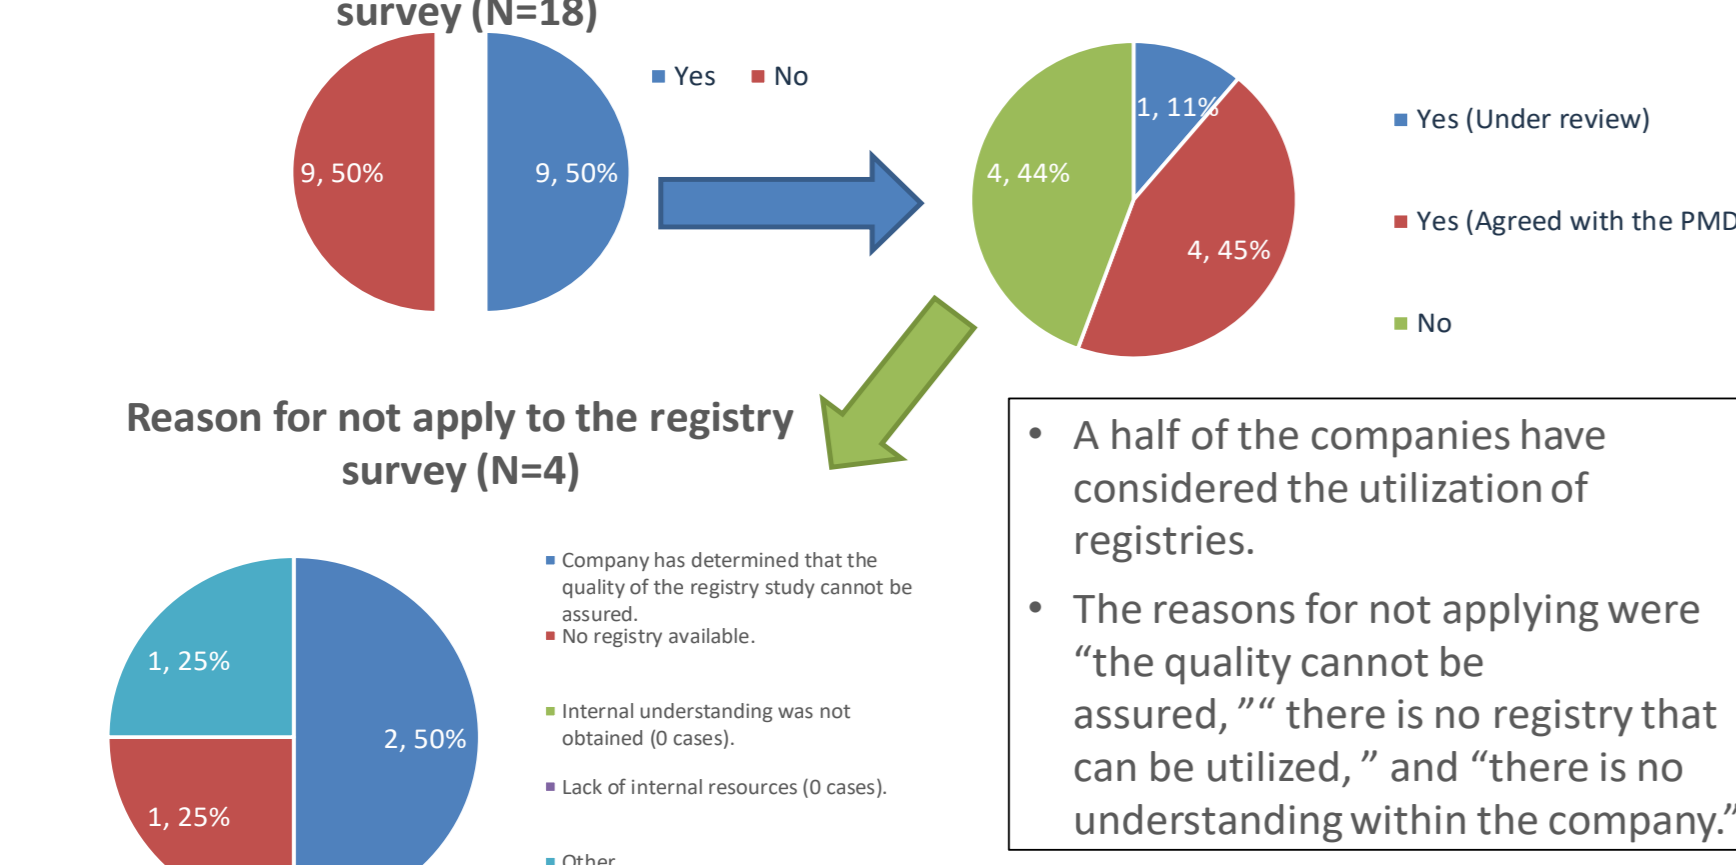 survey (N=18)
Yes
No
9, 50%
9, 50%
1, 11%
4, 44%
4, 45%
Yes (Under review)
Yes (Agreed with the PMD
No
Reason for not apply to the registry
survey (N=4)
1, 25%
2, 50%
1, 25%
Company has determined that the
quality of the registry study cannot be
assured.
No registry available.
Internal understanding was not
obtained (0 cases).
Lack of internal resources (0 cases).
Other
• A half of the companies have
considered the utilization of
registries.
• The reasons for not applying were
“the quality cannot be
assured, ”“ there is no registry that
can be utilized, ” and “there is no
understanding within the company.”